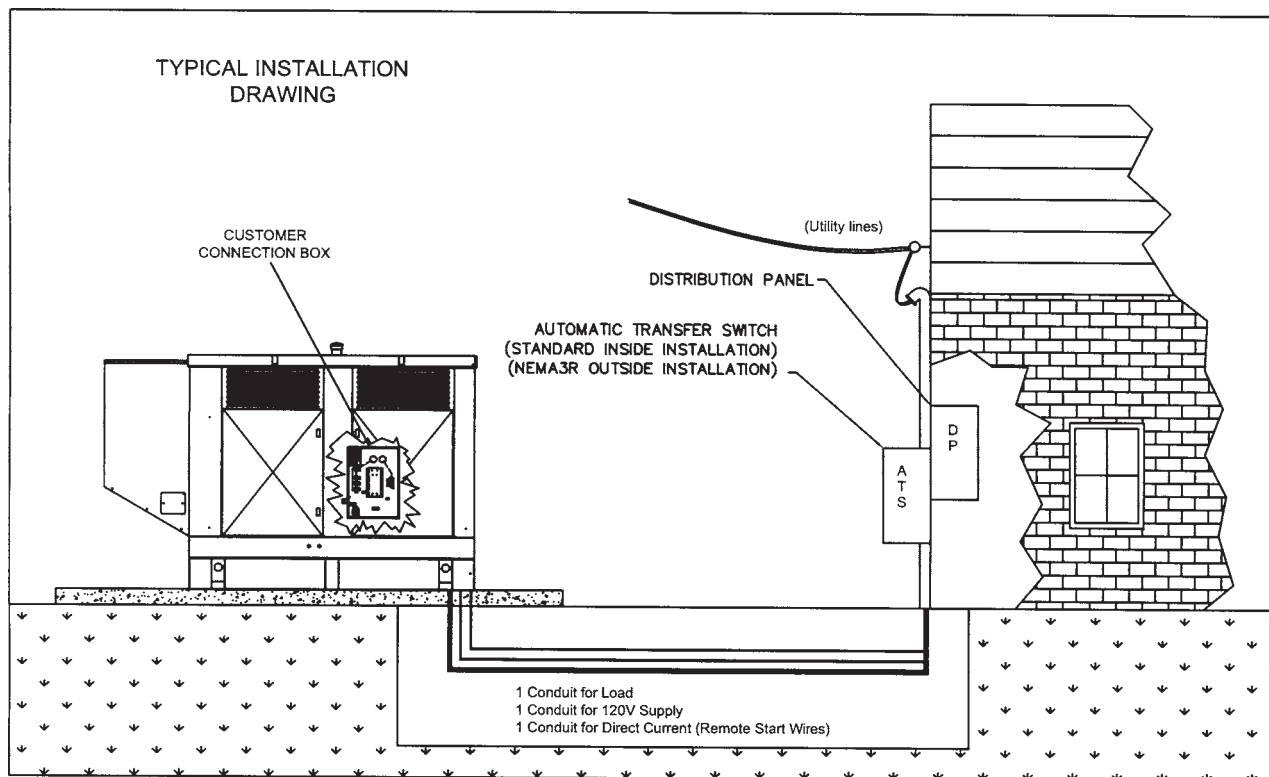 TYPICAL INSTALLATION
DRAWING
CUSTOMER
CONNECTION BOX
(Utility lines)
DISTRIBUTION PANEL
AUTOMATIC TRANSFER SWITCH
(STANDARD INSIDE INSTALLATION)
(NEMA3R OUTSIDE INSTALLATION)
D
P
A
T
S
1 Conduit for Load
1 Conduit for 120V Supply
1 Conduit for Direct Current (Remote Start Wires)